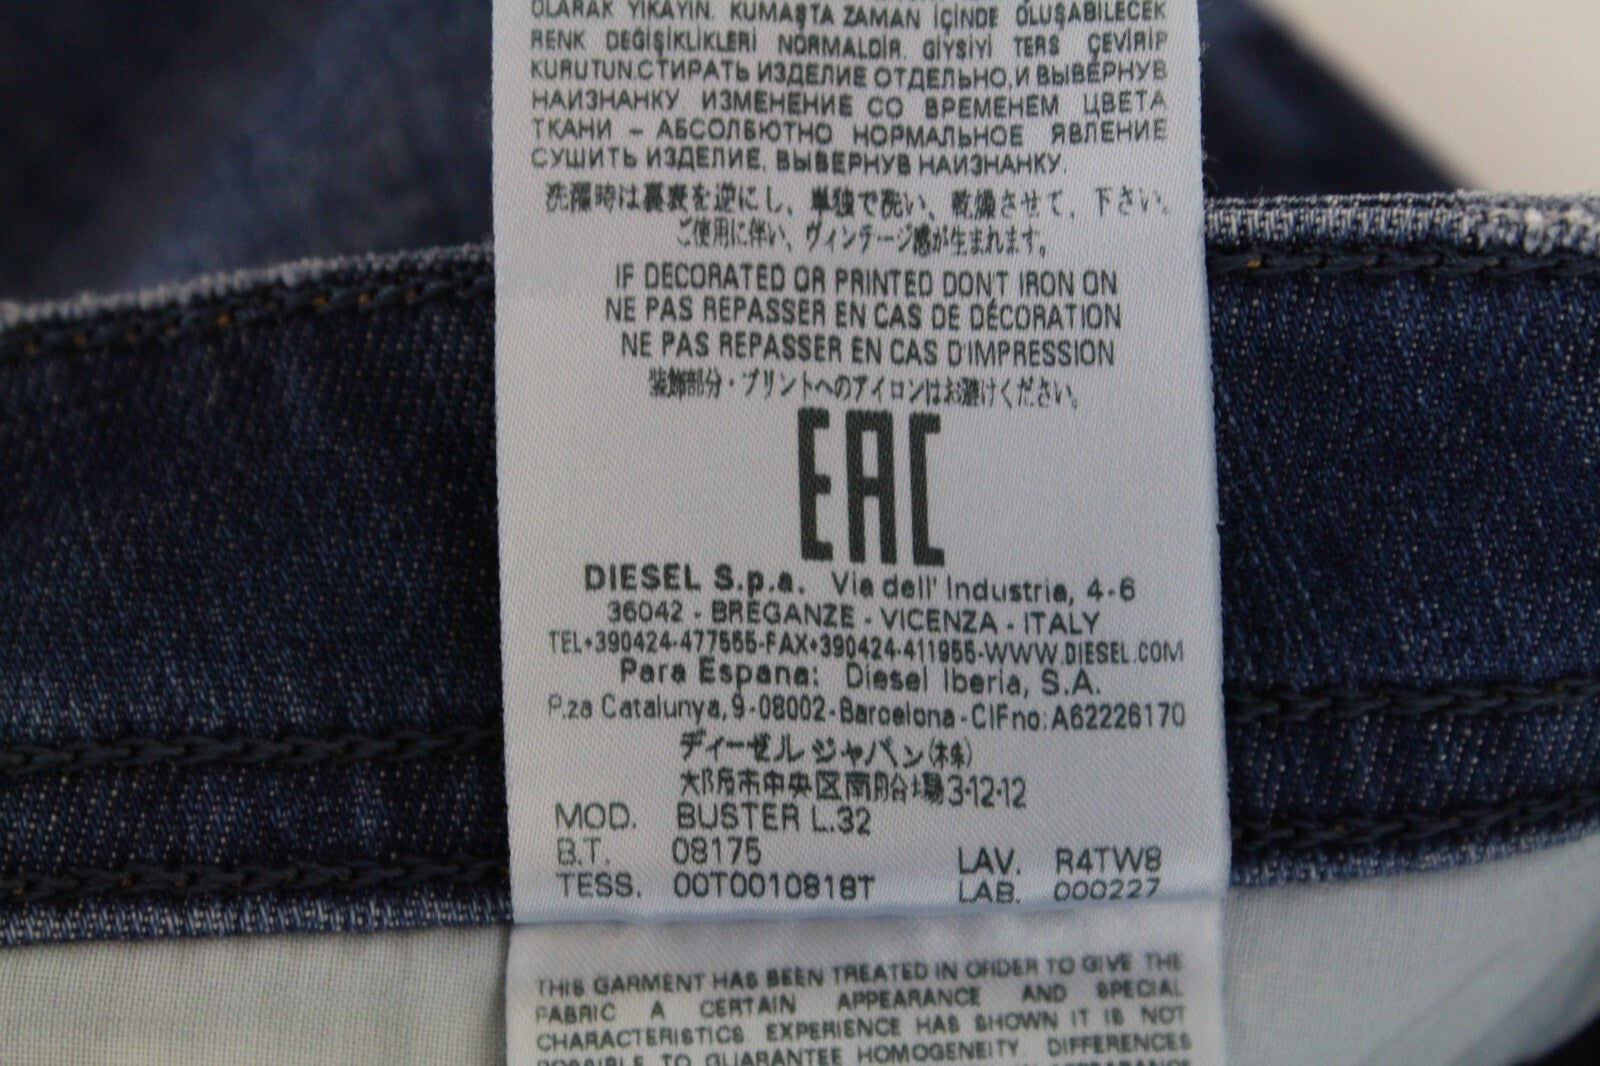 OLARAK YIKAYIN. KUMAŞTA ZAMAN İÇİNDE OLUŞABİLECEK
RENK DEĞİŞİKLİKLERİ NORMALDİR. GİYSİYİ TERS ÇEVİRİP
KURUTUN.СТИРАТЬ ИЗДЕЛИЕ ОТДЕЛЬНО,И ВЫВЕРНУВ
НАИЗНАНКУ ИЗМЕНЕНИЕ СО ВРЕМЕНЕМ ЦВЕТА
ТКАНИ – АБСОЛБЮТНО НОРМАЛЬНОЕ ЯВЛЕНИЕ
СУШИТЬ ИЗДЕЛИЕ, ВЫВЕРНУВ НАИЗНАНКУ.
洗濯時は裏表を逆にし、単独で洗い、乾燥させて、下さい。
ご使用に伴い、ヴィンテージ感が生まれます。
IF DECORATED OR PRINTED DON'T IRON ON
NE PAS REPASSER EN CAS DE DÉCORATION
NE PAS REPASSER EN CAS D'IMPRESSION
装飾部分・プリントへのアイロンはお避けください。
EAC
DIESEL S.p.a. Via dell' Industria, 4-6
36042 - BREGANZE - VICENZA - ITALY
TEL+390424-477555-FAX+390424-411955-WWW.DIESEL.COM
Para Espana: Diesel Iberia, S.A.
P.za Catalunya, 9-08002-Barcelona-CIFno: A62226170
ディーゼル ジャパン(株)
大阪市中央区南船場3-12-12
MOD. BUSTER L.32
B.T. 08175 LAV. R4TW8
TESS. 00T0010818T LAB. 000227
THIS GARMENT HAS BEEN TREATED IN ORDER TO GIVE THE
FABRIC A CERTAIN APPEARANCE AND SPECIAL
CHARACTERISTICS. EXPERIENCE HAS SHOWN IT IS NOT
POSSIBLE TO GUARANTEE HOMOGENEITY. DIFFERENCES